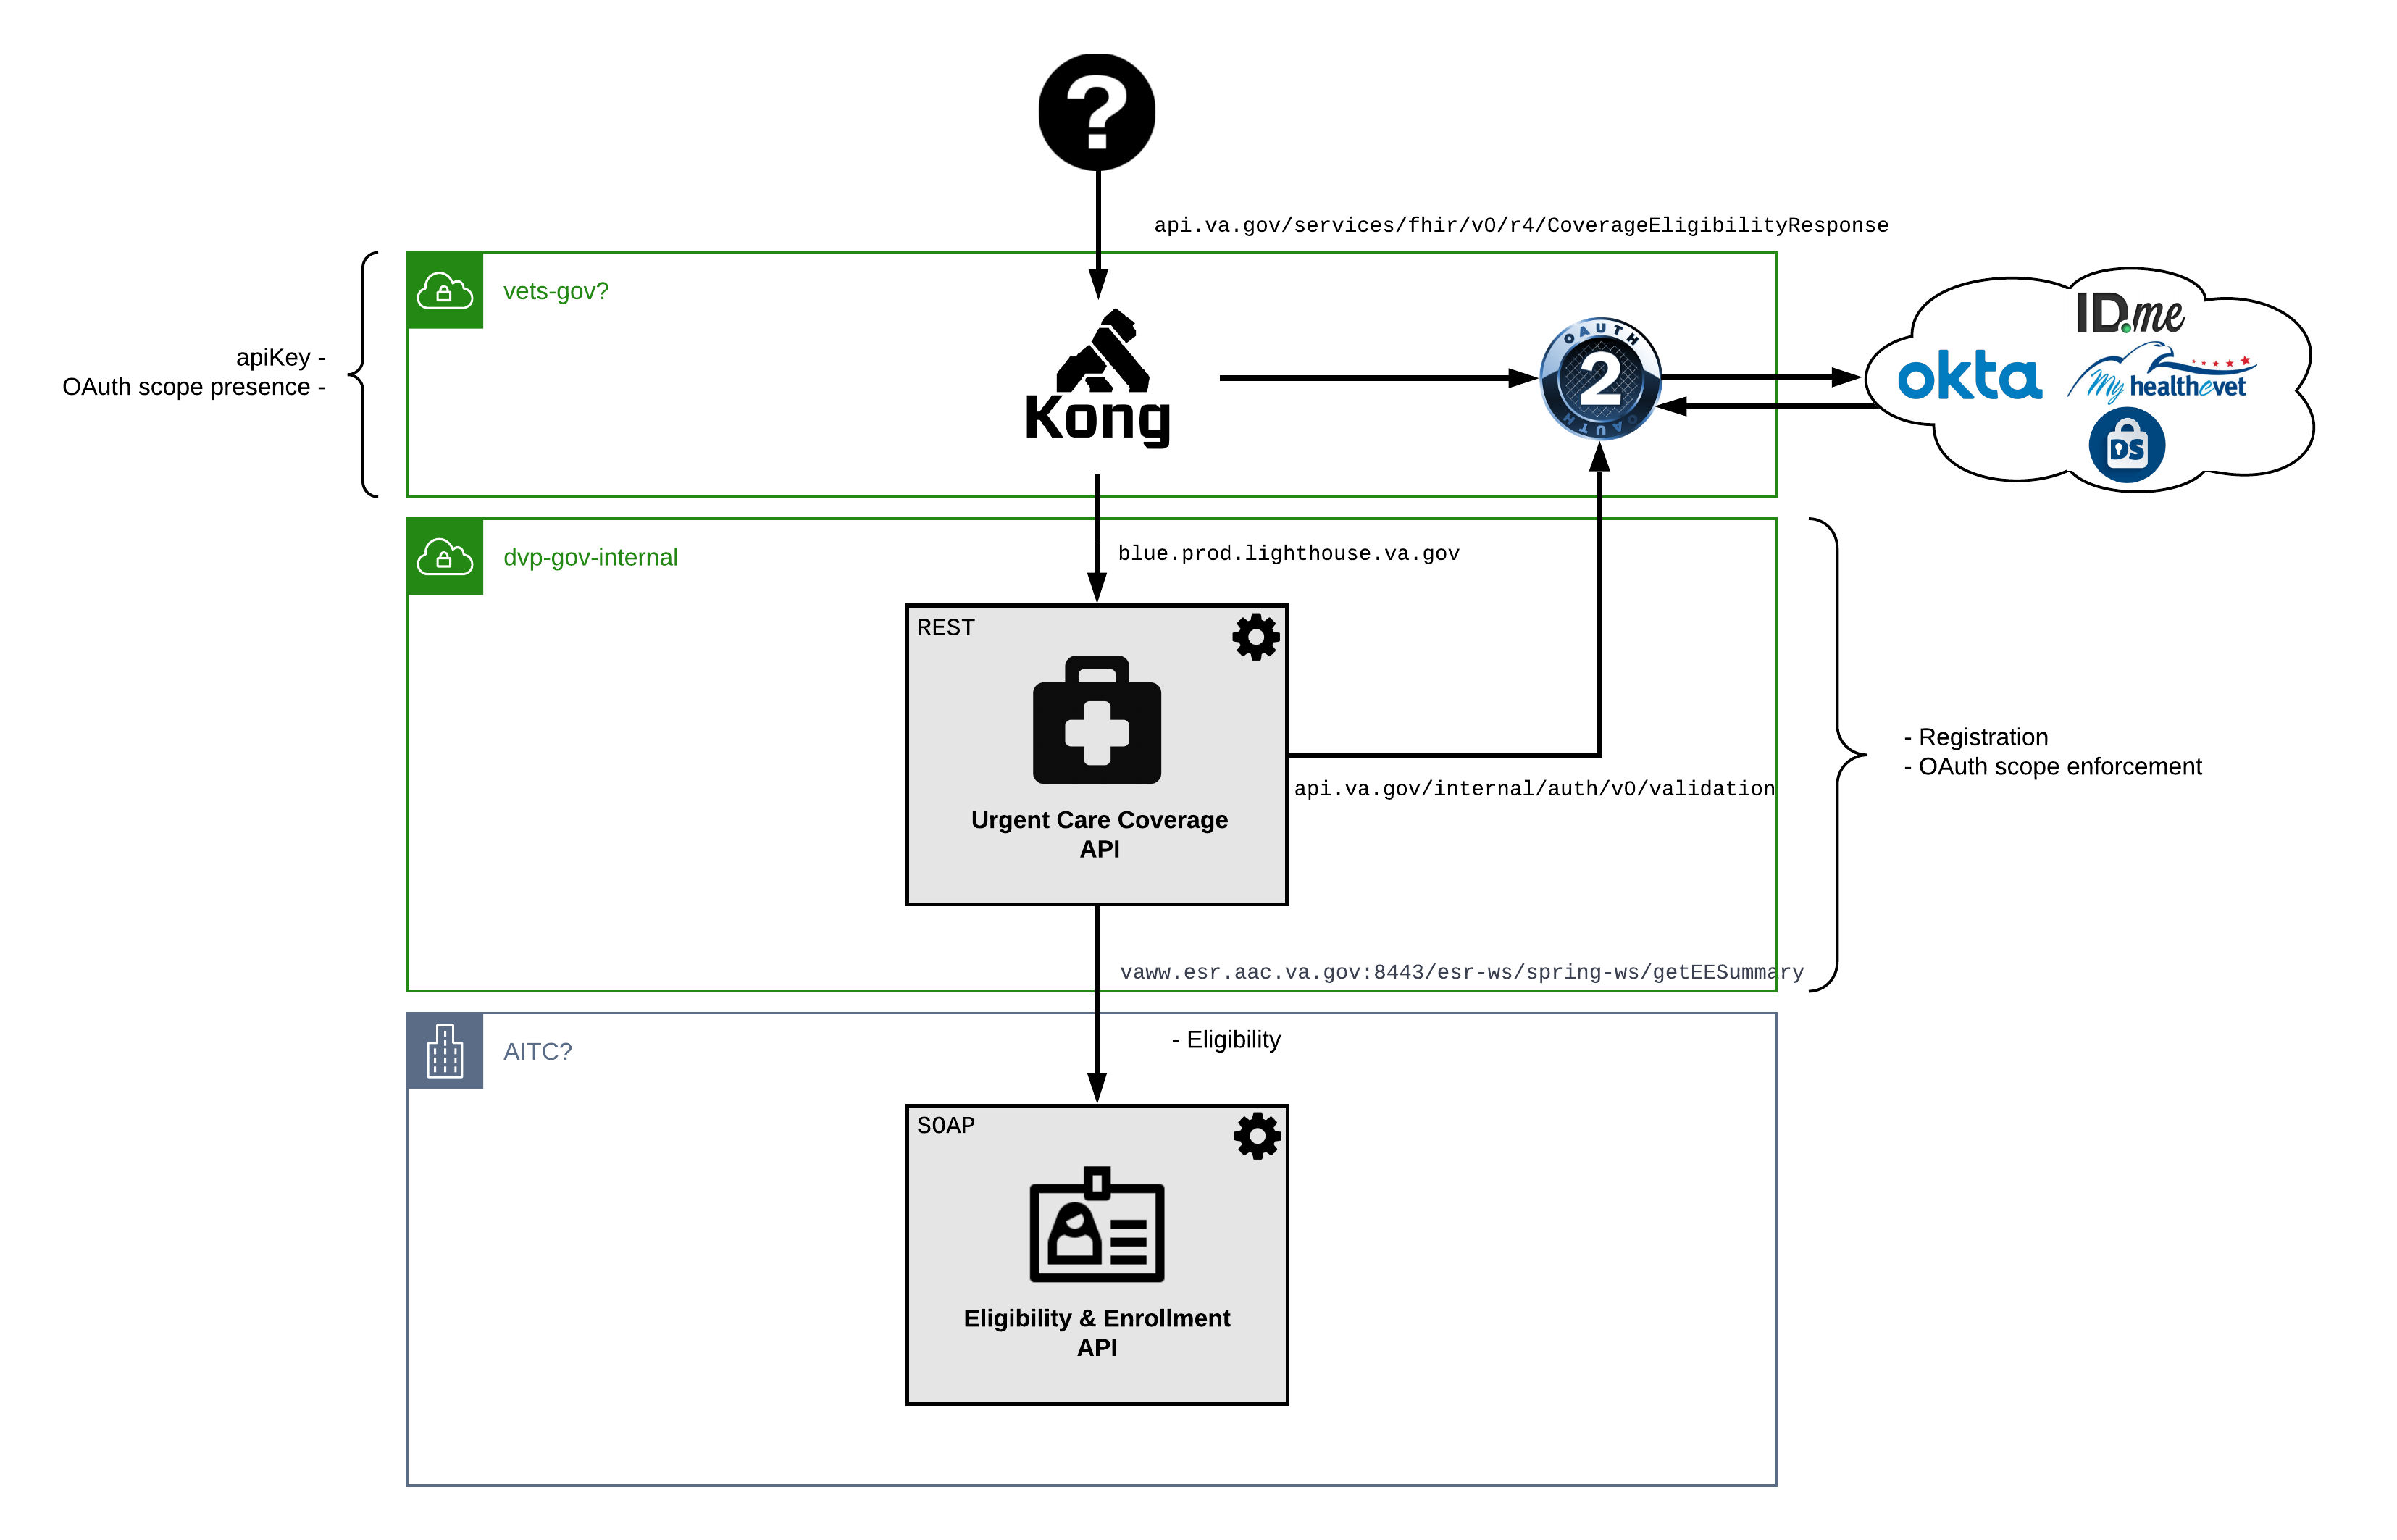 ?
api.va.gov/services/fhir/v0/r4/CoverageEligibilityResponse
vets-gov?
apiKey -
OAuth scope presence -
Kong
OAUTH
2
OAUTH
ID.me
okta
My healthevet
DS
dvp-gov-internal
blue.prod.lighthouse.va.gov
REST
Urgent Care Coverage
API
api.va.gov/internal/auth/v0/validation
- Registration
- OAuth scope enforcement
vaww.esr.aac.va.gov:8443/esr-ws/spring-ws/getEESummary
AITC?
- Eligibility
SOAP
Eligibility & Enrollment
API